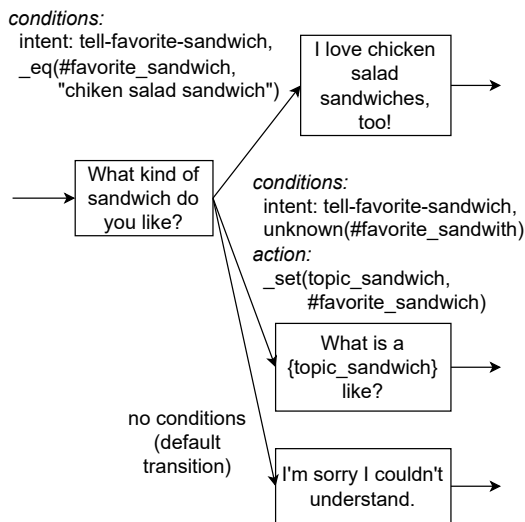 conditions:
intent: tell-favorite-sandwich,
_eq(#favorite_sandwich,
"chiken salad sandwich")
I love chicken
salad
sandwiches,
too!
What kind of
sandwich do
you like?
conditions:
intent: tell-favorite-sandwich,
unknown(#favorite_sandwith)
action:
_set(topic_sandwich,
#favorite_sandwich)
What is a
{topic_sandwich}
like?
no conditions
(default
transition)
I'm sorry I couldn't
understand.